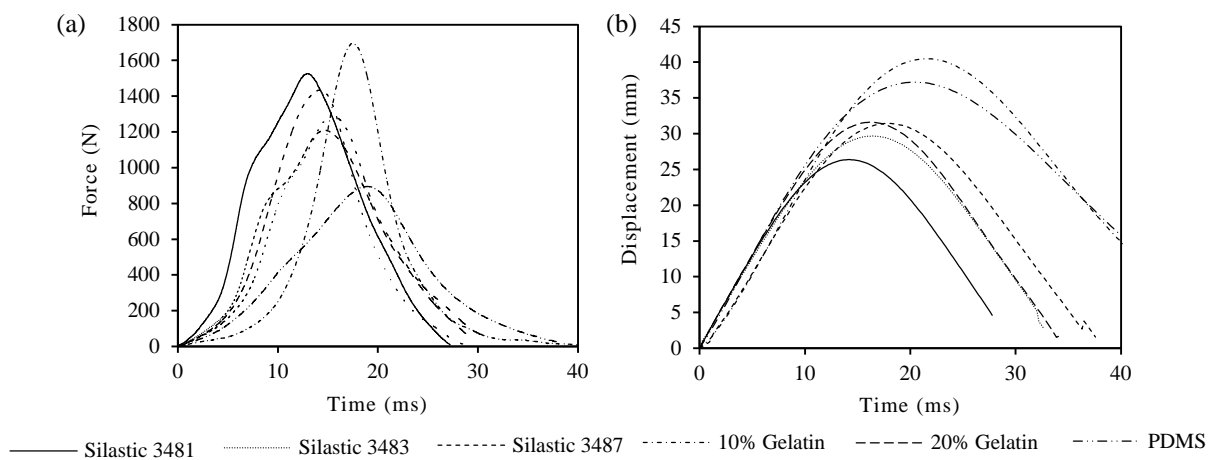 (a)
1800
1600
1400
1200
1000
800
600
400
200
0
Force (N)
0 10 20 30 40
Time (ms)
(b)
45
40
35
30
25
20
15
10
5
0
Displacement (mm)
0 10 20 30 40
Time (ms)
Silastic 3481 Silastic 3483 Silastic 3487 10% Gelatin 20% Gelatin PDMS